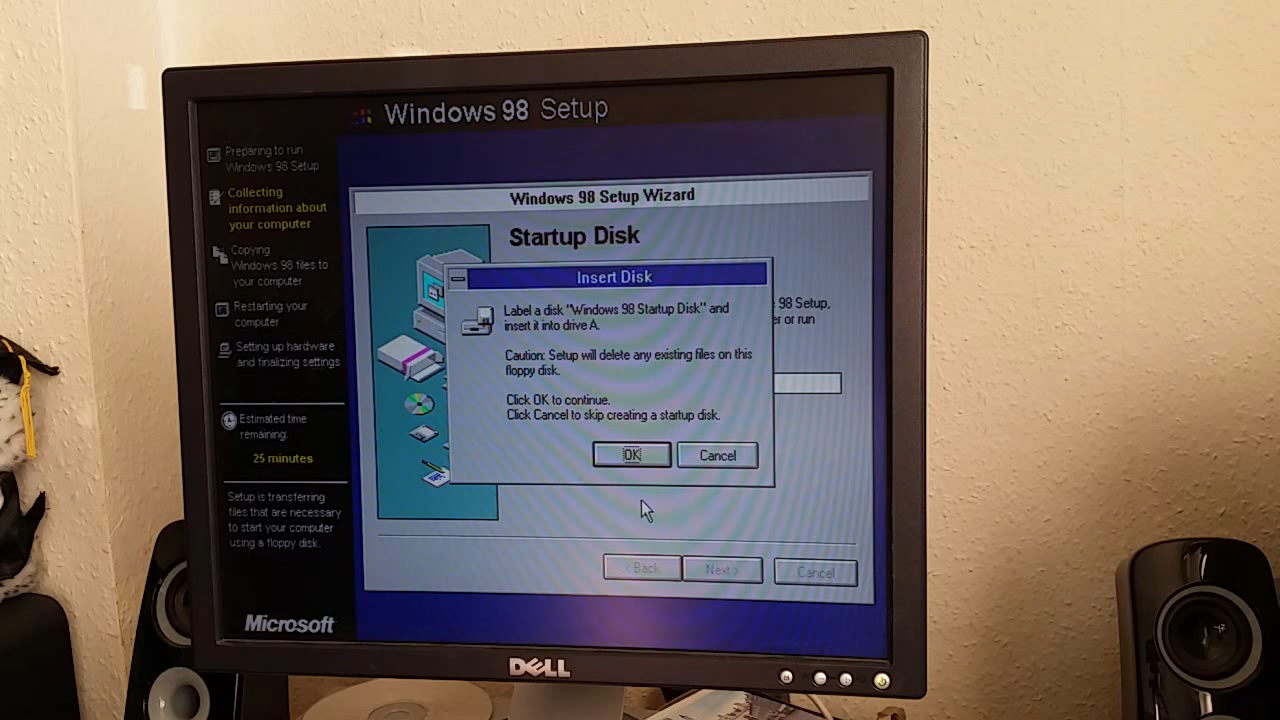 Windows 98 Setup
Preparing to run
Windows 98 Setup
Collecting
information about
your computer
Copying
Windows 98 files to
your computer
Restarting your
computer
Setting up hardware
and finalizing settings
Estimated time
remaining:
25 minutes
Setup is transferring
files that are necessary
to start your computer
using a floppy disk.
Microsoft
Windows 98 Setup Wizard
Startup Disk
98 Setup,
or run
Insert Disk
Label a disk "Windows 98 Startup Disk" and
insert it into drive A.
Caution: Setup will delete any existing files on this
floppy disk.
Click OK to continue.
Click Cancel to skip creating a startup disk.
OK
Cancel
< Back
Next >
Cancel
DELL